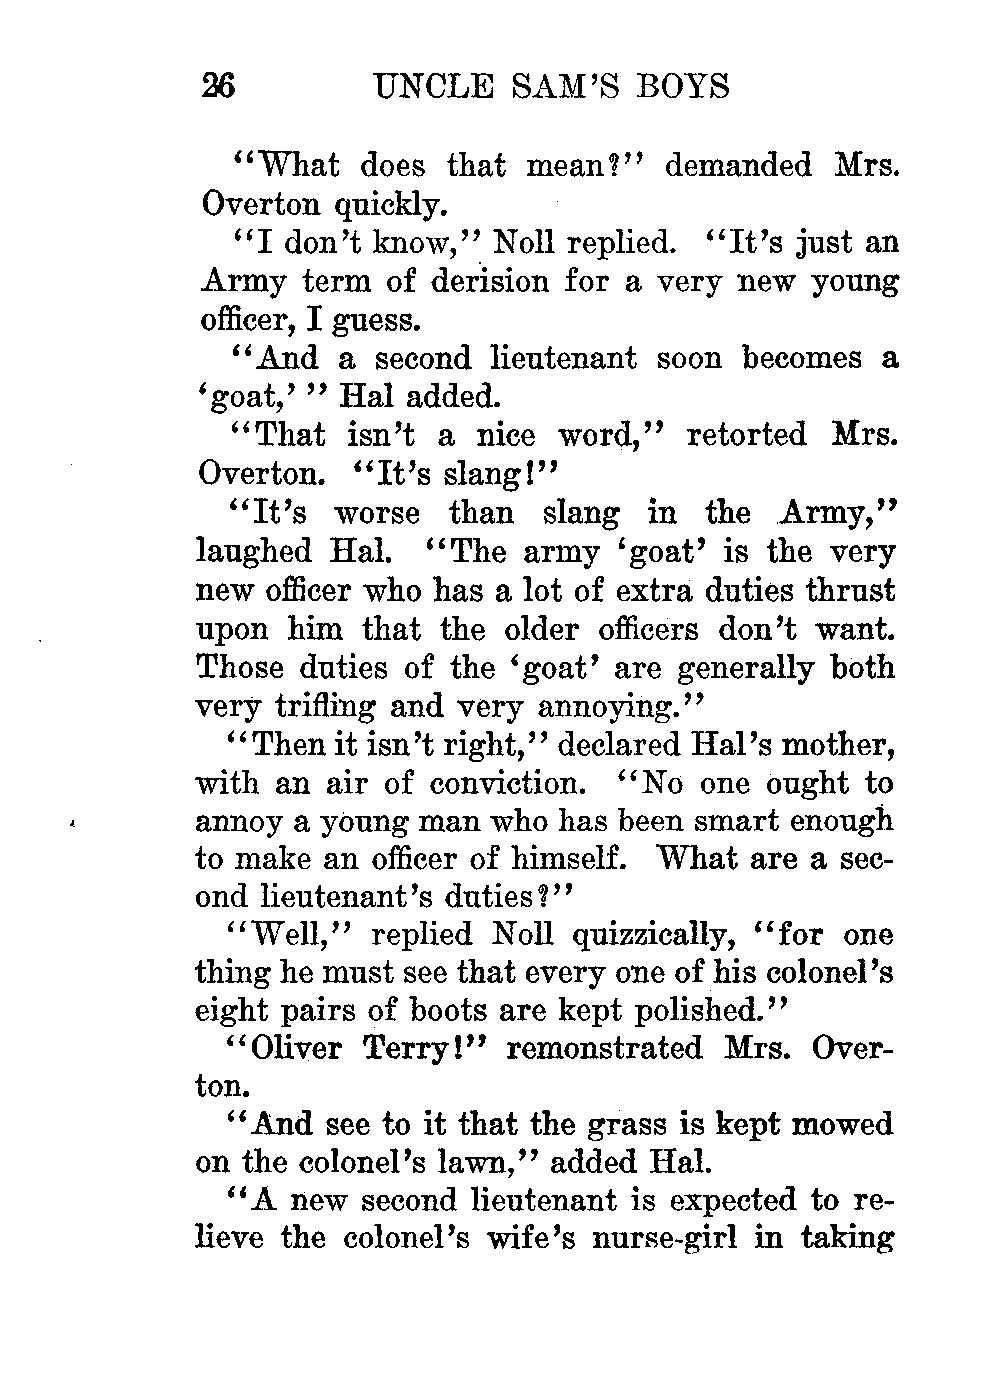 26 UNCLE SAM'S BOYS
"What does that mean?" demanded Mrs.
Overton quickly.
"I don't know," Noll replied. "It's just an
Army term of derision for a very new young
officer, I guess.
"And a second lieutenant soon becomes a
'goat,' " Hal added.
"That isn't a nice word," retorted Mrs.
Overton. "It's slang!"
"It's worse than slang in the Army,"
laughed Hal. "The army 'goat' is the very
new officer who has a lot of extra duties thrust
upon him that the older officers don't want.
Those duties of the 'goat' are generally both
very trifling and very annoying."
"Then it isn't right," declared Hal's mother,
with an air of conviction. "No one ought to
annoy a young man who has been smart enough
to make an officer of himself. What are a sec-
ond lieutenant's duties?"
"Well," replied Noll quizzically, "for one
thing he must see that every one of his colonel's
eight pairs of boots are kept polished."
"Oliver Terry!" remonstrated Mrs. Over-
ton.
"And see to it that the grass is kept mowed
on the colonel's lawn," added Hal.
"A new second lieutenant is expected to re-
lieve the colonel's wife's nurse-girl in taking